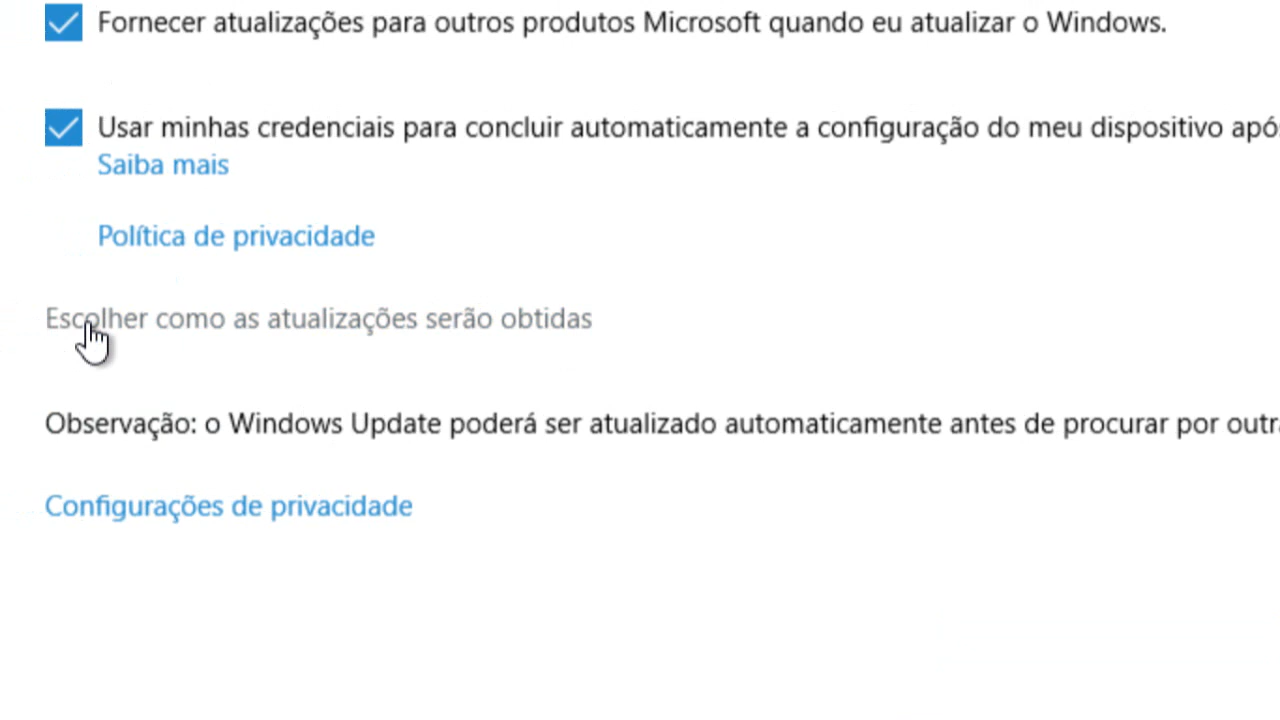 Fornecer atualizações para outros produtos Microsoft quando eu atualizar o Windows.
Usar minhas credenciais para concluir automaticamente a configuração do meu dispositivo
Saiba mais
Política de privacidade
Escolher como as atualizações serão obtidas
Observação: o Windows Update poderá ser atualizado automaticamente antes de procurar por
Configurações de privacidade